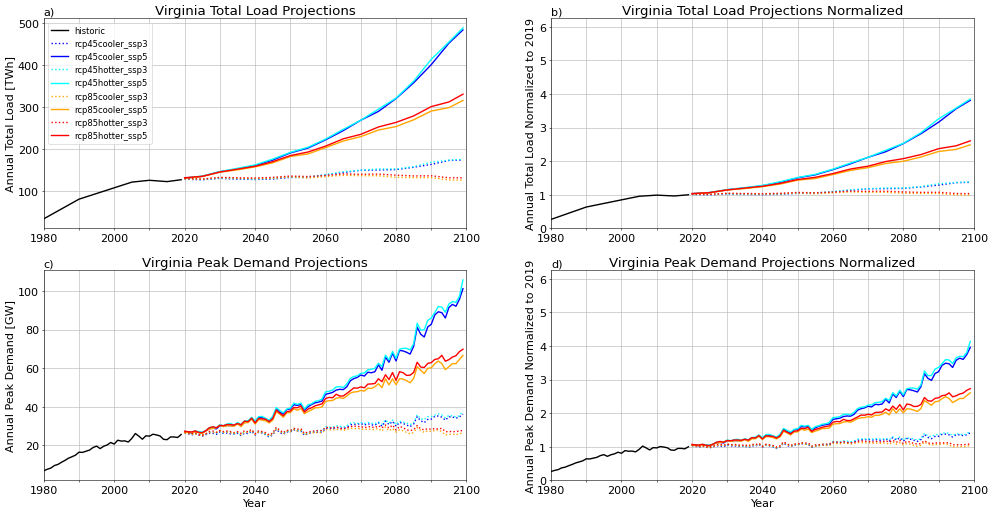 a)
Virginia Total Load Projections
Annual Total Load [TWh]
500
400
300
200
100
historic
rcp45cooler_ssp3
rcp45cooler_ssp5
rcp45hotter_ssp3
rcp45hotter_ssp5
rcp85cooler_ssp3
rcp85cooler_ssp5
rcp85hotter_ssp3
rcp85hotter_ssp5
1980 2000 2020 2040 2060 2080 2100
b)
Virginia Total Load Projections Normalized
Annual Total Load Normalized to 2019
6
5
4
3
2
1
0
1980 2000 2020 2040 2060 2080 2100
c)
Virginia Peak Demand Projections
Annual Peak Demand [GW]
100
80
60
40
20
1980 2000 2020 2040 2060 2080 2100
Year
d)
Virginia Peak Demand Projections Normalized
Annual Peak Demand Normalized to 2019
6
5
4
3
2
1
0
1980 2000 2020 2040 2060 2080 2100
Year